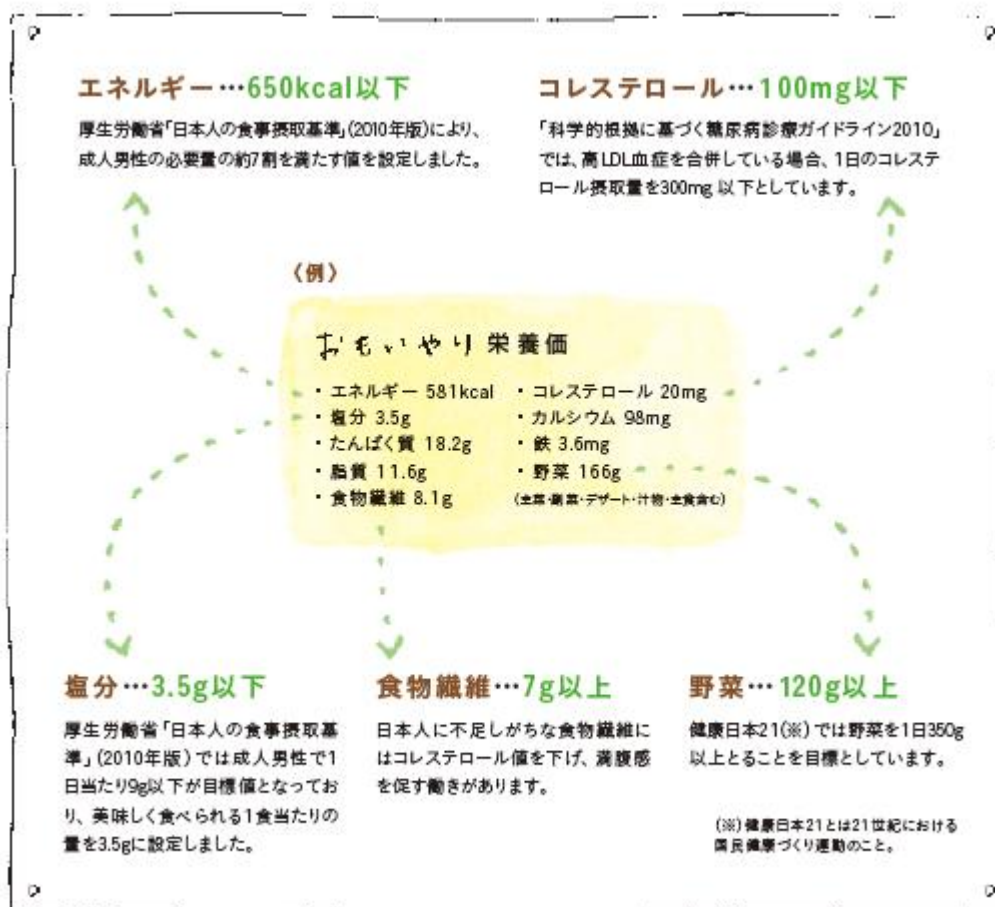 エネルギー…650kcal以下
厚生労働省「日本人の食事摂取基準」(2010年版)により、
成人男性の必要量の約7割を満たす値を設定しました。
コレステロール…100mg以下
「科学的根拠に基づく糖尿病診療ガイドライン2010」
では、高LDL血症を合併している場合、1日のコレステ
ロール摂取量を300mg 以下としています。
〈例〉
おもいやり 栄養価
・エネルギー 581kcal
・塩分 3.5g
・たんぱく質 18.2g
・脂質 11.6g
・食物繊維 8.1g
・コレステロール 20mg
・カルシウム 98mg
・鉄 3.6mg
・野菜 166g
(主菜・副菜・デザート・汁物・主食含む)
塩分…3.5g以下
厚生労働省「日本人の食事摂取基
準」(2010年版)では成人男性で1
日当たり9g以下が目標値となってお
り、美味しく食べられる1食当たりの
量を3.5gに設定しました。
食物繊維…7g以上
日本人に不足しがちな食物繊維に
はコレステロール値を下げ、満腹感
を促す働きがあります。
野菜…120g以上
健康日本21(※)では野菜を1日350g
以上とることを目標としています。
(※)健康日本21とは21世紀における
国民健康づくり運動のこと。